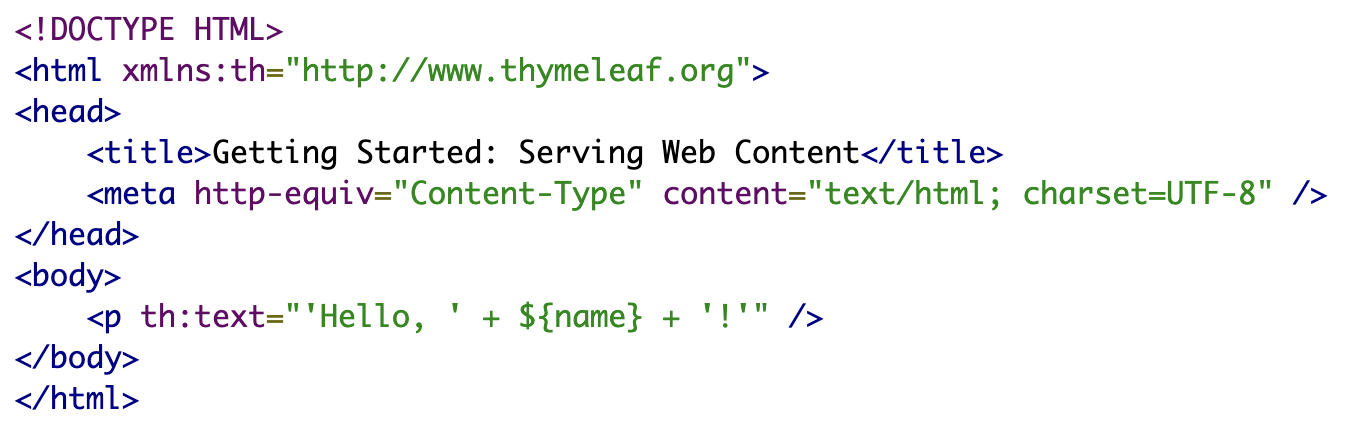 <!DOCTYPE HTML>
<html xmlns:th="http://www.thymeleaf.org">
<head>
    <title>Getting Started: Serving Web Content</title>
    <meta http-equiv="Content-Type" content="text/html; charset=UTF-8" />
</head>
<body>
    <p th:text="'Hello, ' + ${name} + '!'" />
</body>
</html>